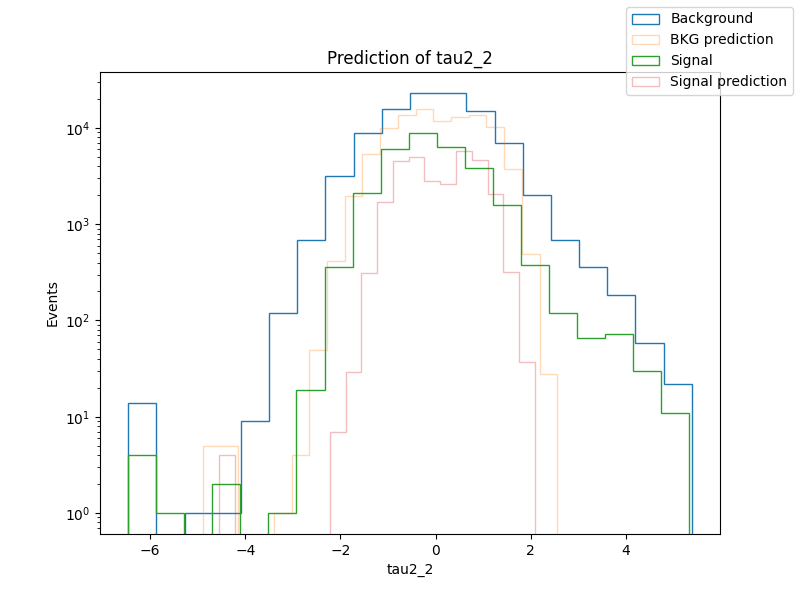 Prediction of tau2_2
Background
BKG prediction
Signal
Signal prediction
Events
10⁴
10³
10²
10¹
10⁰
−6 −4 −2 0 2 4
tau2_2